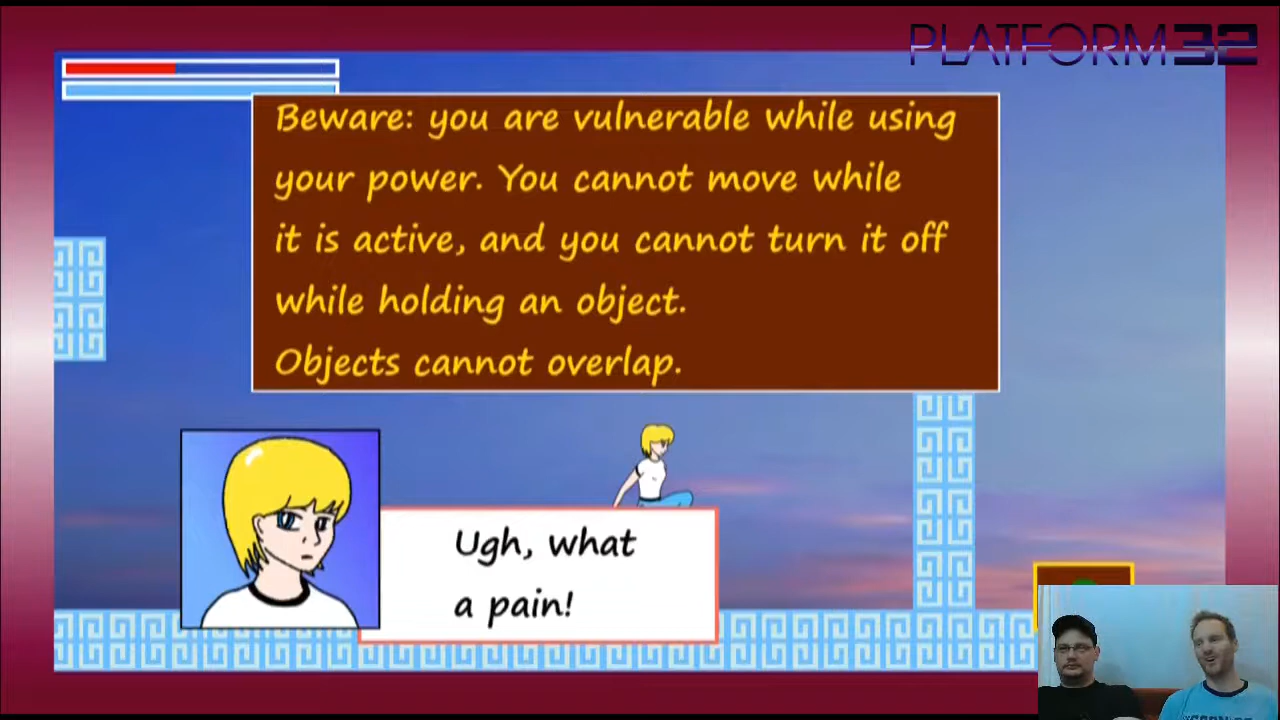 PLATFORM32
Beware: you are vulnerable while using
your power. You cannot move while
it is active, and you cannot turn it off
while holding an object.
Objects cannot overlap.
Ugh, what
a pain!